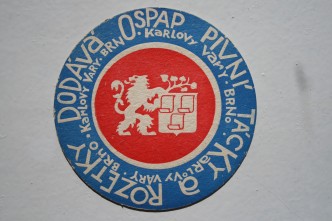 DODÁVÁ OSPAP PIVNÍ TÁCKY a ROZETKY
KARLOVY VARY · BRNO · KARLOVY VARY · BRNO · KARLOVY VARY · BRNO ·